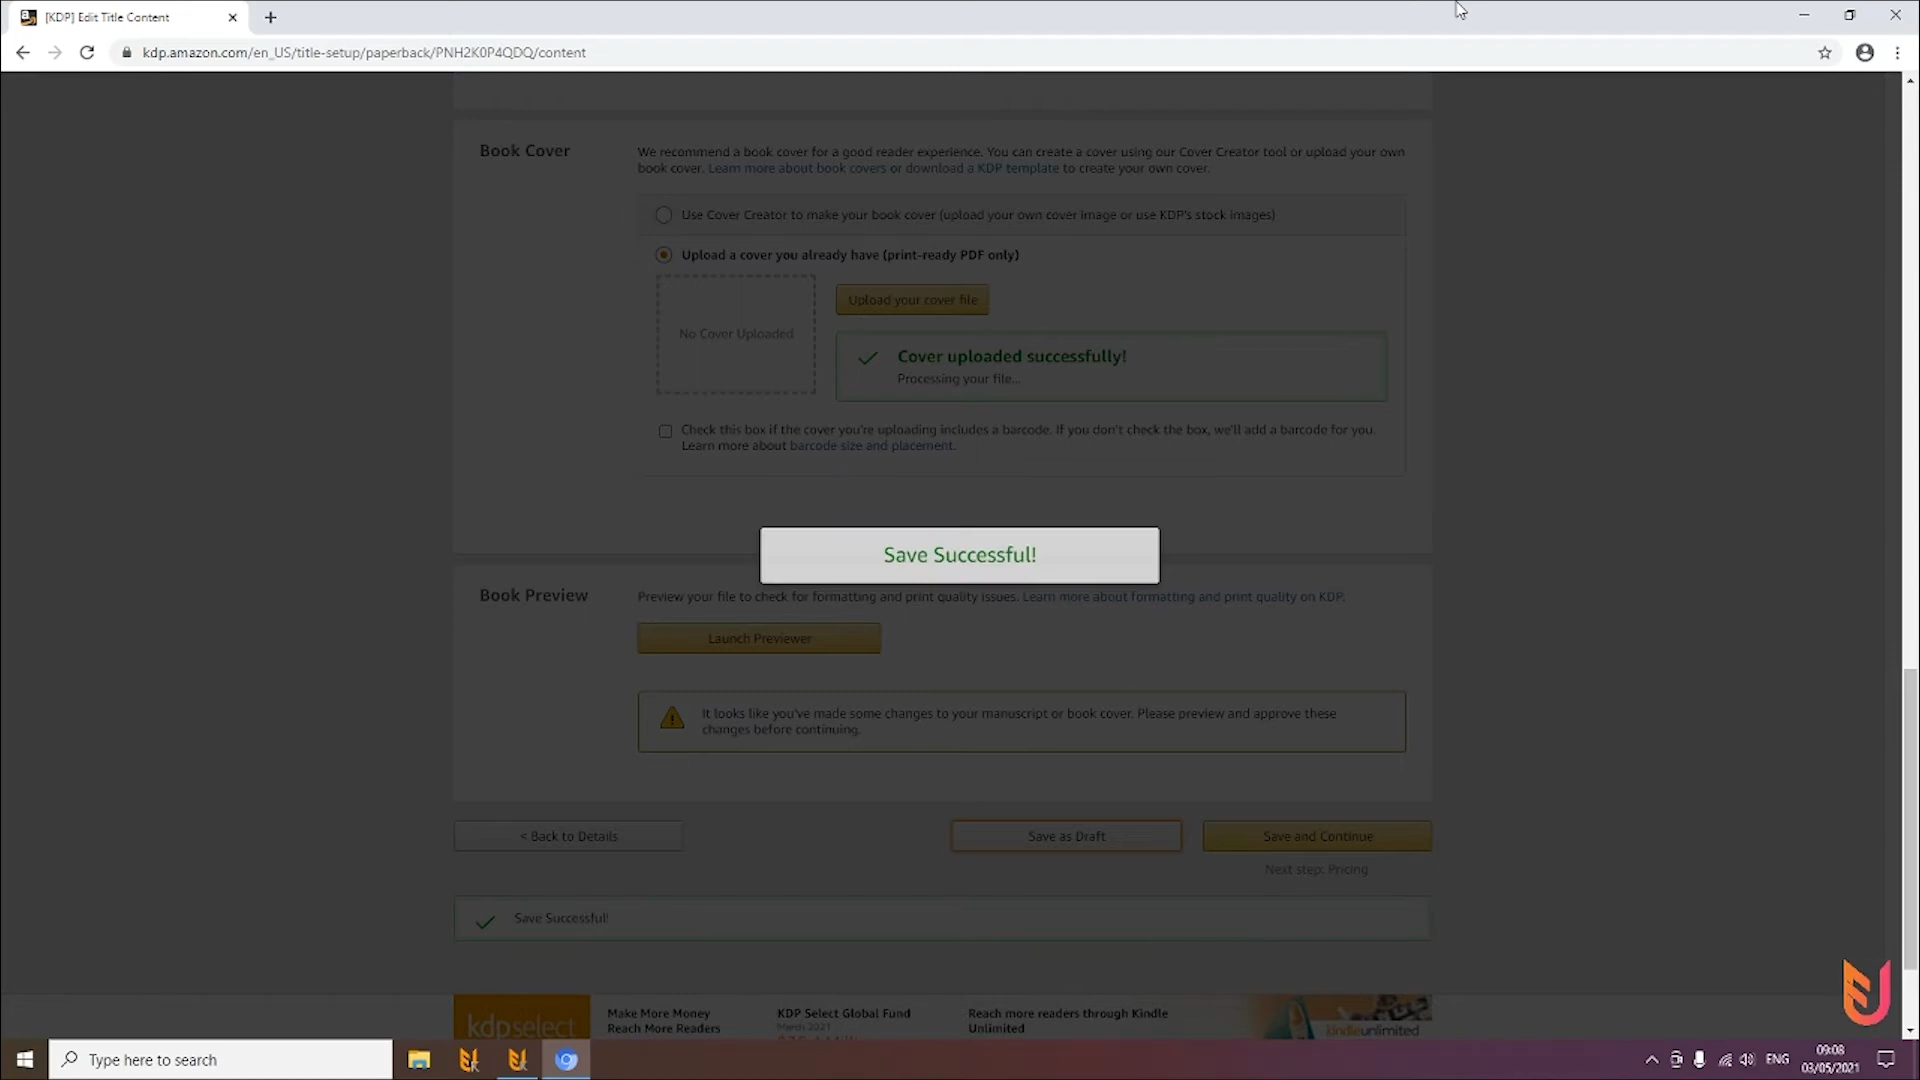 [KDP] Edit Title Content
kdp.amazon.com/en_US/title-setup/paperback/PNH2K0P4QDQ/content
Book Cover
We recommend a book cover for a good reader experience. You can create a cover using our Cover Creator tool or upload your own
book cover. Learn more about book covers or download a KDP template to create your own cover.
Use Cover Creator to make your book cover (upload your own cover image or use KDP's stock images)
Upload a cover you already have (print-ready PDF only)
Upload your cover file
No Cover Uploaded
Cover uploaded successfully!
Processing your file...
Check this box if the cover you're uploading includes a barcode. If you don't check the box, we'll add a barcode for you.
Learn more about barcode size and placement.
Save Successful!
Book Preview
Preview your file to check for formatting and print quality issues. Learn more about formatting and print quality on KDP.
Launch Previewer
It looks like you've made some changes to your manuscript or book cover. Please preview and approve these
changes before continuing.
< Back to Details
Save as Draft
Save and Continue
Next step: Pricing
Save Successful!
kdpselect
Make More Money
Reach More Readers
KDP Select Global Fund
March 2021
Reach more readers through Kindle
Unlimited
kindleunlimited
Type here to search
ENG
09:08
03/05/2021